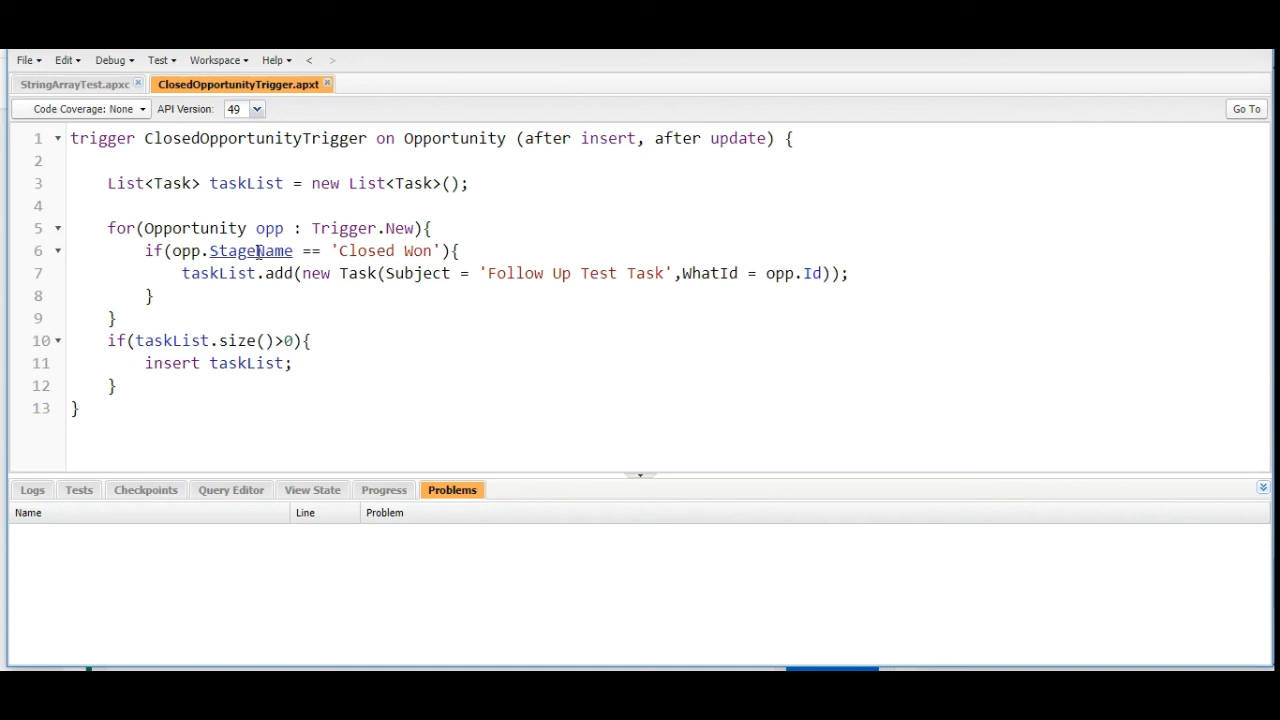 File Edit Debug Test Workspace Help < >
StringArrayTest.apxc ClosedOpportunityTrigger.apxt
Code Coverage: None API Version: 49 Go To
1 trigger ClosedOpportunityTrigger on Opportunity (after insert, after update) {
2
3 List<Task> taskList = new List<Task>();
4
5 for(Opportunity opp : Trigger.New){
6 if(opp.StageName == 'Closed Won'){
7 taskList.add(new Task(Subject = 'Follow Up Test Task',WhatId = opp.Id));
8 }
9 }
10 if(taskList.size()>0){
11 insert taskList;
12 }
13 }
Logs Tests Checkpoints Query Editor View State Progress Problems
Name Line Problem